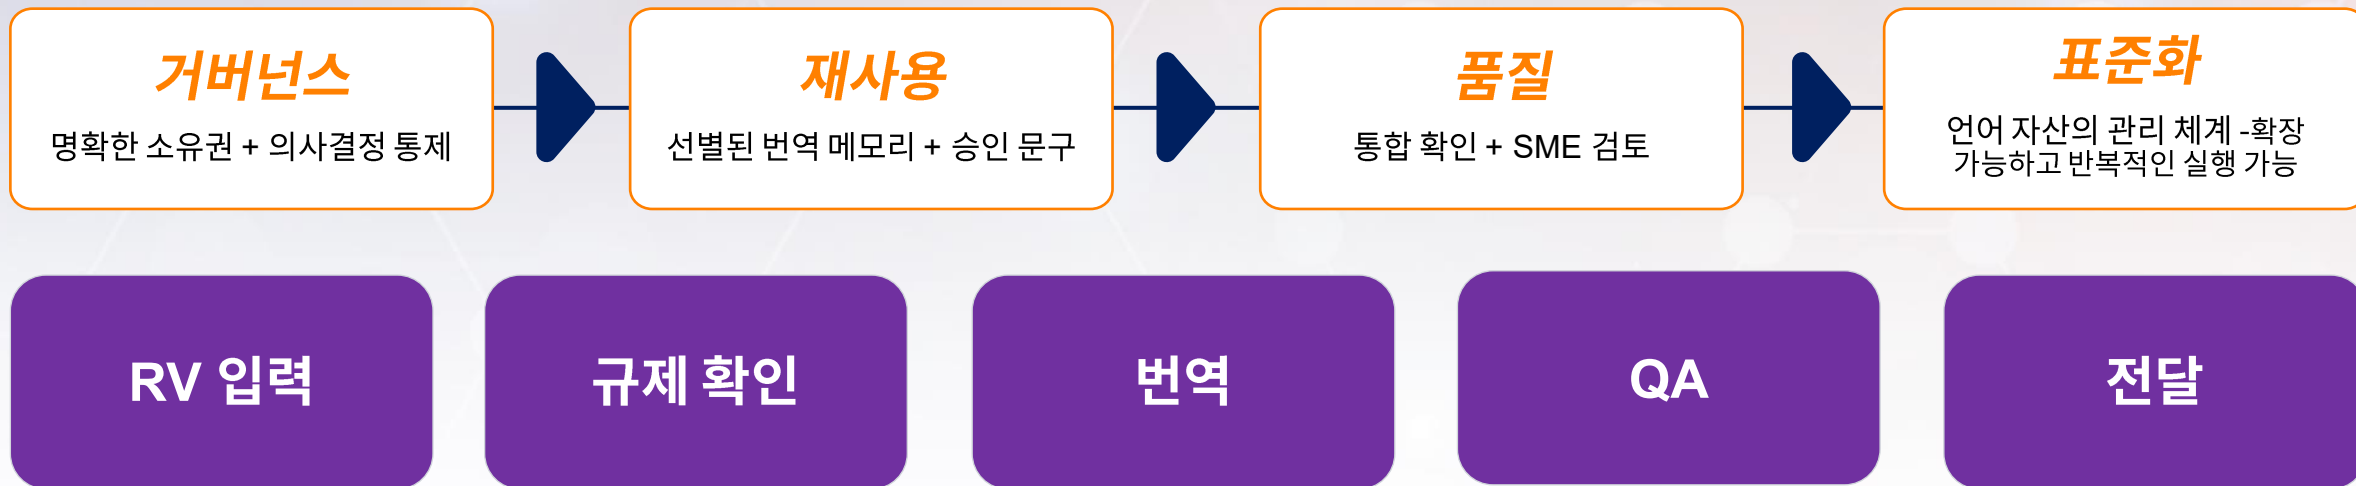 거버넌스
명확한 소유권 + 의사결정 통제
재사용
선별된 번역 메모리 + 승인 문구
품질
통합 확인 + SME 검토
표준화
언어 자산의 관리 체계 -확장
가능하고 반복적인 실행 가능
RV 입력
규제 확인
번역
QA
전달